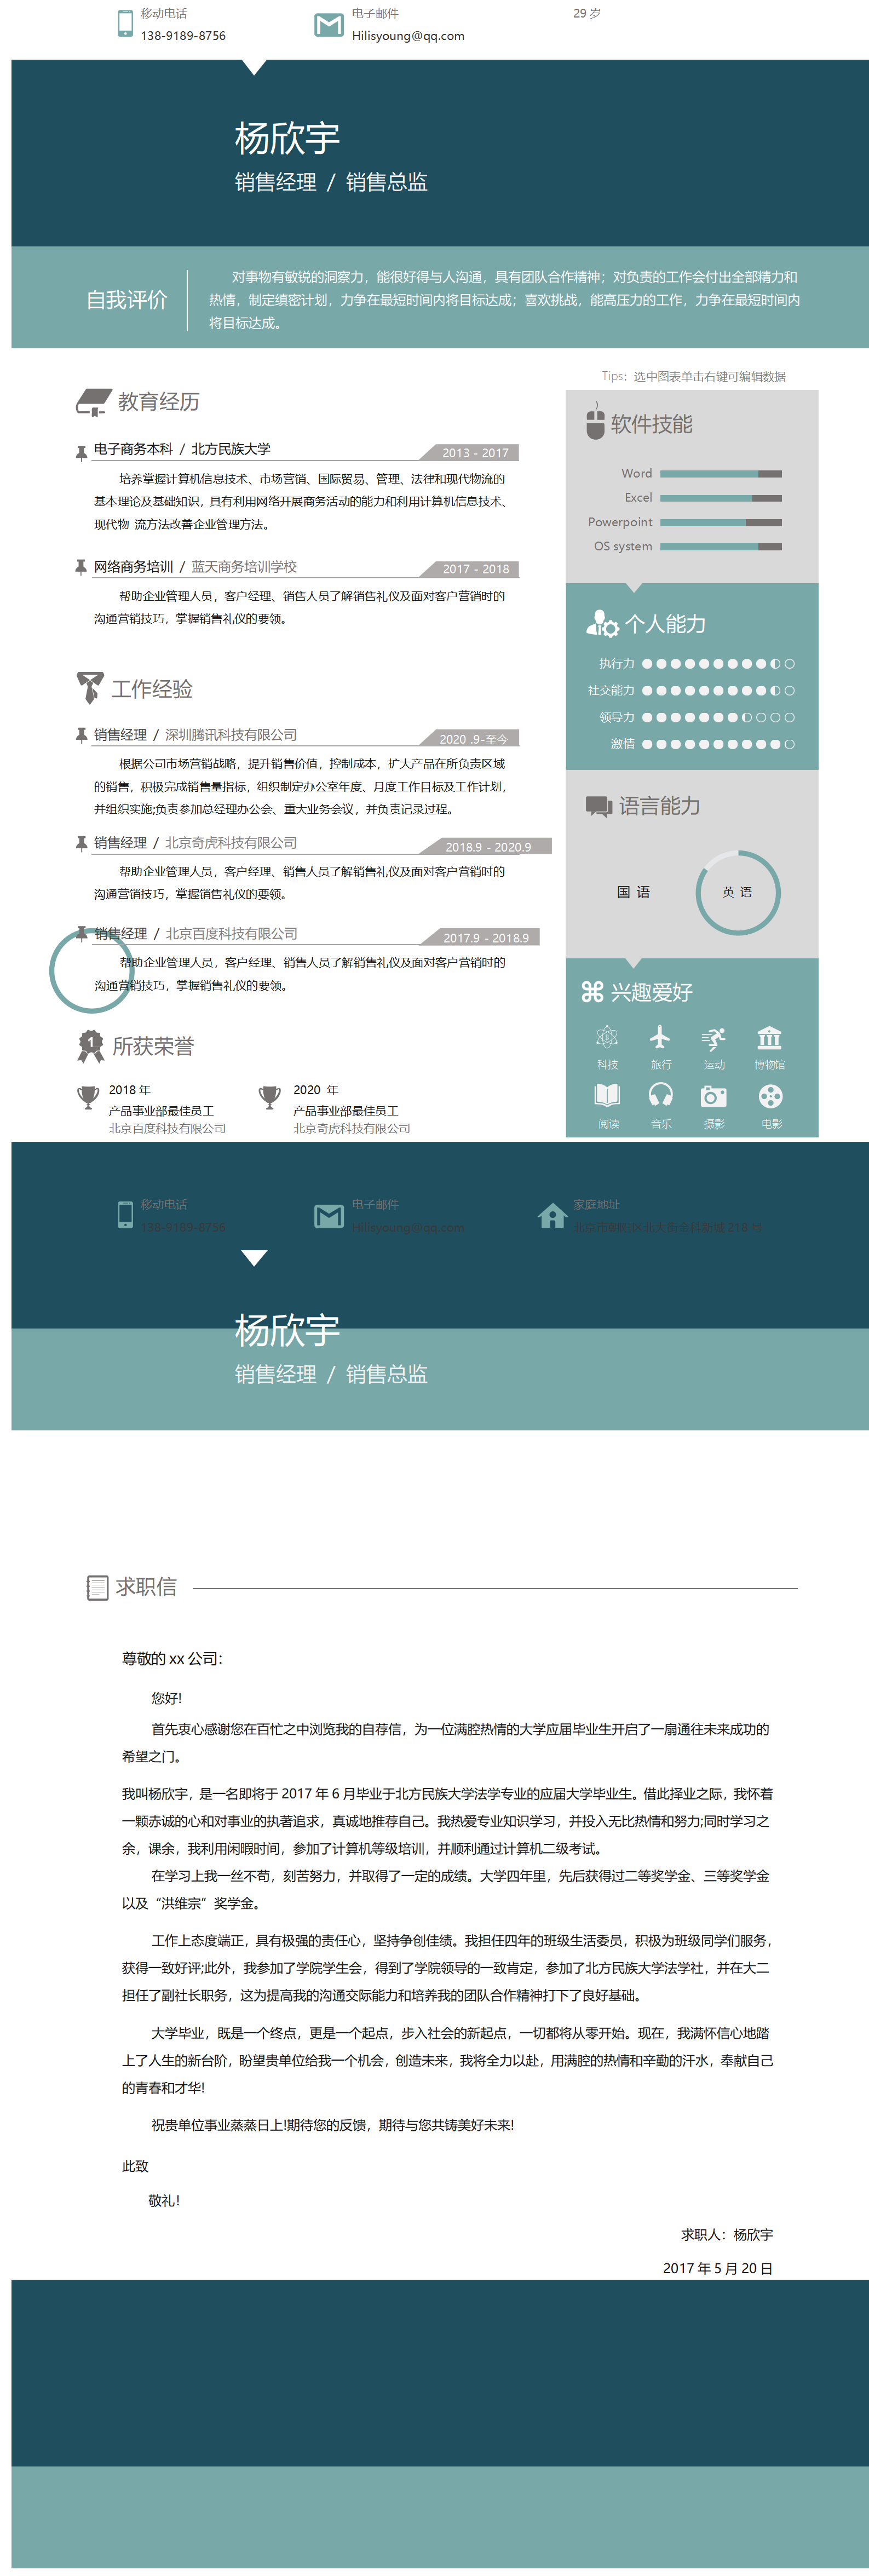 移动电话
138-9189-8756
电子邮件
Hilisyoung@qq.com
29 岁
杨欣宇
销售经理 / 销售总监
自我评价
对事物有敏锐的洞察力，能很好得与人沟通，具有团队合作精神；对负责的工作会付出全部精力和
热情，制定缜密计划，力争在最短时间内将目标达成；喜欢挑战，能高压力的工作，力争在最短时间内
将目标达成。
Tips：选中图表单击右键可编辑数据
教育经历
电子商务本科 / 北方民族大学
2013 - 2017
培养掌握计算机信息技术、市场营销、国际贸易、管理、法律和现代物流的
基本理论及基础知识，具有利用网络开展商务活动的能力和利用计算机信息技术、
现代物 流方法改善企业管理方法。
网络商务培训 / 蓝天商务培训学校
2017 - 2018
帮助企业管理人员，客户经理、销售人员了解销售礼仪及面对客户营销时的
沟通营销技巧，掌握销售礼仪的要领。
工作经验
销售经理 / 深圳腾讯科技有限公司
2020 .9-至今
根据公司市场营销战略，提升销售价值，控制成本，扩大产品在所负责区域
的销售，积极完成销售量指标，组织制定办公室年度、月度工作目标及工作计划，
并组织实施;负责参加总经理办公会、重大业务会议，并负责记录过程。
销售经理 / 北京奇虎科技有限公司
2018.9 - 2020.9
帮助企业管理人员，客户经理、销售人员了解销售礼仪及面对客户营销时的
沟通营销技巧，掌握销售礼仪的要领。
销售经理 / 北京百度科技有限公司
2017.9 - 2018.9
帮助企业管理人员，客户经理、销售人员了解销售礼仪及面对客户营销时的
沟通营销技巧，掌握销售礼仪的要领。
所获荣誉
1
2018 年
产品事业部最佳员工
北京百度科技有限公司
2020 年
产品事业部最佳员工
北京奇虎科技有限公司
软件技能
Word
Excel
Powerpoint
OS system
个人能力
执行力
社交能力
领导力
激情
语言能力
国 语
英 语
兴趣爱好
科技
旅行
运动
博物馆
阅读
音乐
摄影
电影
移动电话
138-9189-8756
电子邮件
Hilisyoung@qq.com
家庭地址
杨欣宇
销售经理 / 销售总监
求职信
尊敬的 xx 公司：
您好!
首先衷心感谢您在百忙之中浏览我的自荐信，为一位满腔热情的大学应届毕业生开启了一扇通往未来成功的
希望之门。
我叫杨欣宇，是一名即将于 2017 年 6 月毕业于北方民族大学法学专业的应届大学毕业生。借此择业之际，我怀着
一颗赤诚的心和对事业的执著追求，真诚地推荐自己。我热爱专业知识学习，并投入无比热情和努力;同时学习之
余，课余，我利用闲暇时间，参加了计算机等级培训，并顺利通过计算机二级考试。
在学习上我一丝不苟，刻苦努力，并取得了一定的成绩。大学四年里，先后获得过二等奖学金、三等奖学金
以及“洪维宗”奖学金。
工作上态度端正，具有极强的责任心，坚持争创佳绩。我担任四年的班级生活委员，积极为班级同学们服务，
获得一致好评;此外，我参加了学院学生会，得到了学院领导的一致肯定，参加了北方民族大学法学社，并在大二
担任了副社长职务，这为提高我的沟通交际能力和培养我的团队合作精神打下了良好基础。
大学毕业，既是一个终点，更是一个起点，步入社会的新起点，一切都将从零开始。现在，我满怀信心地踏
上了人生的新台阶，盼望贵单位给我一个机会，创造未来，我将全力以赴，用满腔的热情和辛勤的汗水，奉献自己
的青春和才华!
祝贵单位事业蒸蒸日上!期待您的反馈，期待与您共铸美好未来!
此致
敬礼！
求职人：杨欣宇
2017 年 5 月 20 日